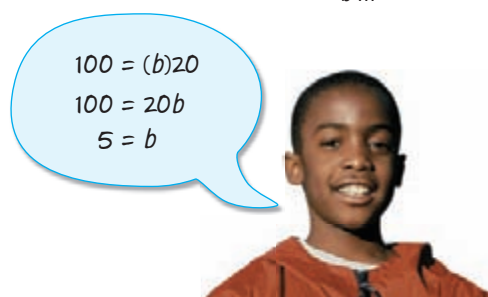 100 = (b)20
100 = 20b
5 = b